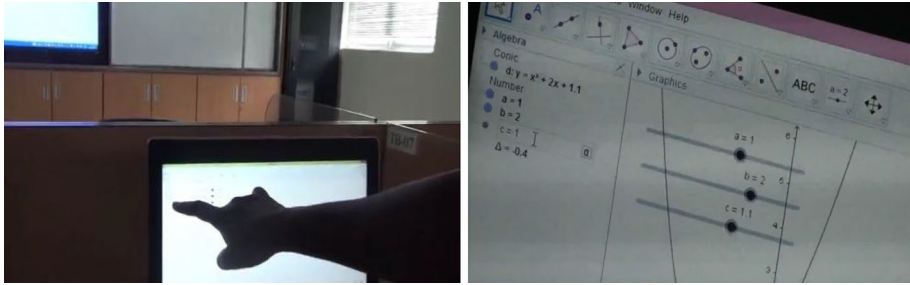 TB-07
Window Help
ABC
a=2
Algebra
Conic
d: y = x² + 2x + 1.1
Number
a = 1
b = 2
c = 1
Δ = -0.4
Graphics
a = 1
b = 2
c = 1.1
6
5
4
3